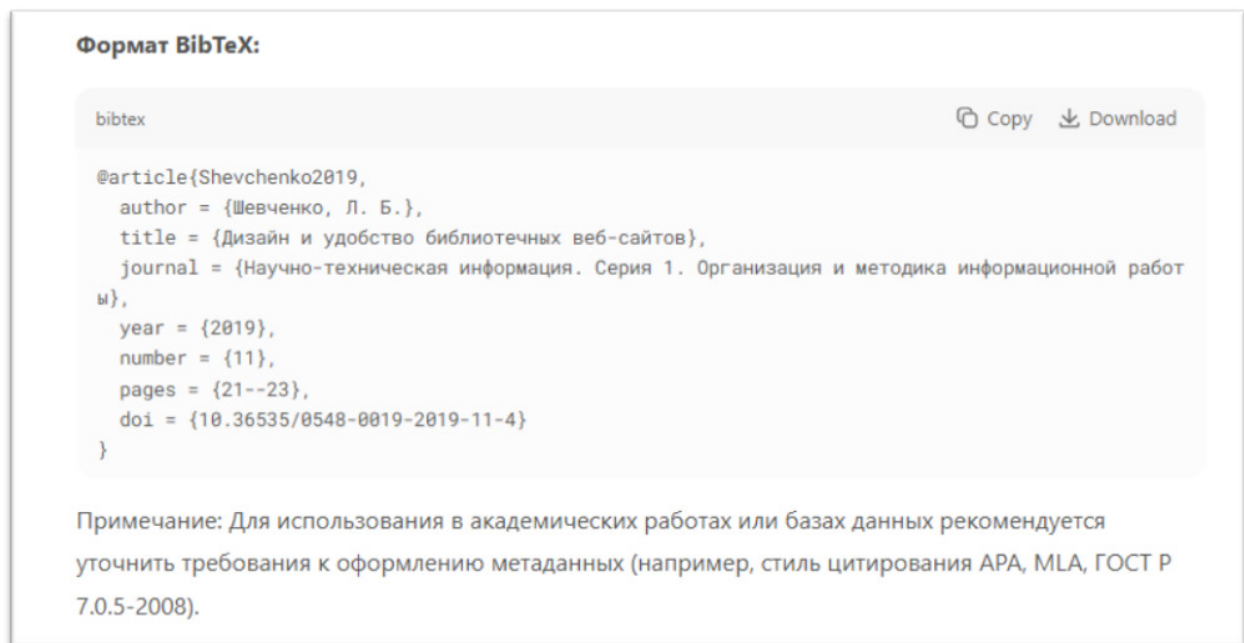 Формат BibTeX:
bibtex
Copy
Download
@article{Shevchenko2019,
author = {Шевченко, Л. Б.},
title = {Дизайн и удобство библиотечных веб-сайтов},
journal = {Научно-техническая информация. Серия 1. Организация и методика информационной работ
ы},
year = {2019},
number = {11},
pages = {21--23},
doi = {10.36535/0548-0019-2019-11-4}
}
Примечание: Для использования в академических работах или базах данных рекомендуется
уточнить требования к оформлению метаданных (например, стиль цитирования APA, MLA, ГОСТ Р
7.0.5-2008).